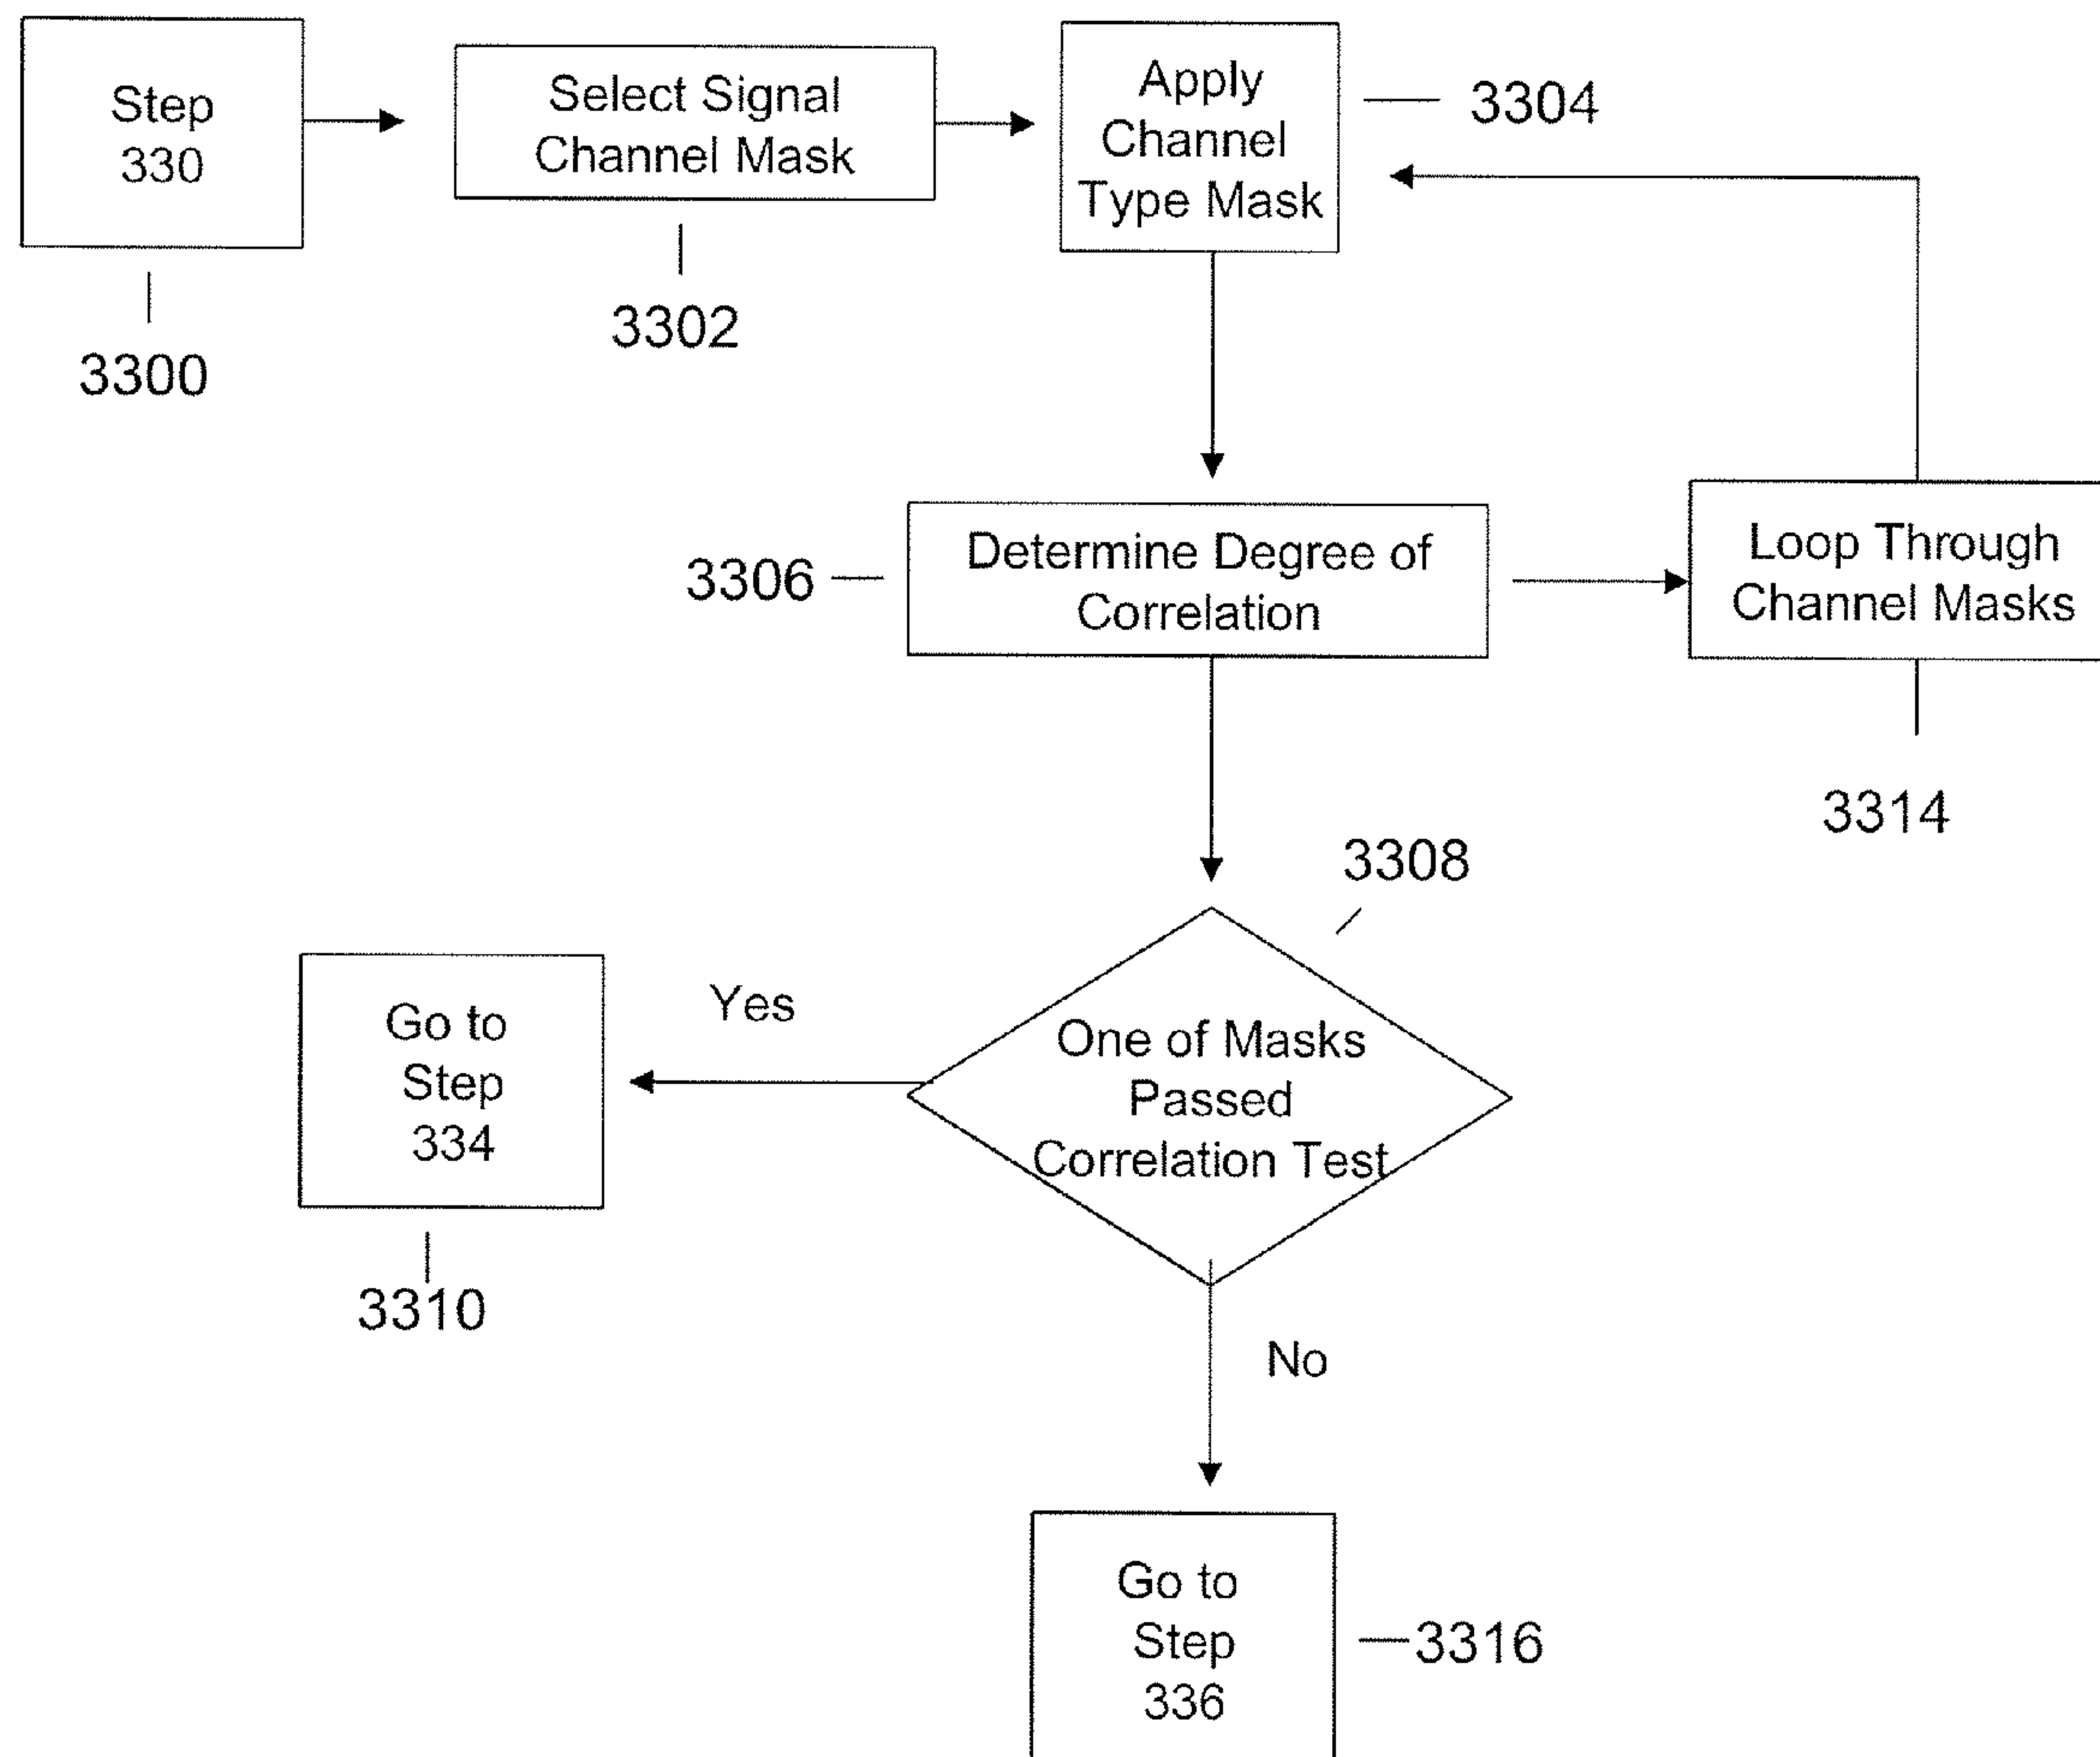 Step
330
3300
Select Signal
Channel Mask
3302
Apply
Channel
Type Mask
3304
Determine Degree of
Correlation
3306
Loop Through
Channel Masks
3314
3308
One of Masks
Passed
Correlation Test
Yes
Go to
Step
334
3310
No
Go to
Step
336
3316